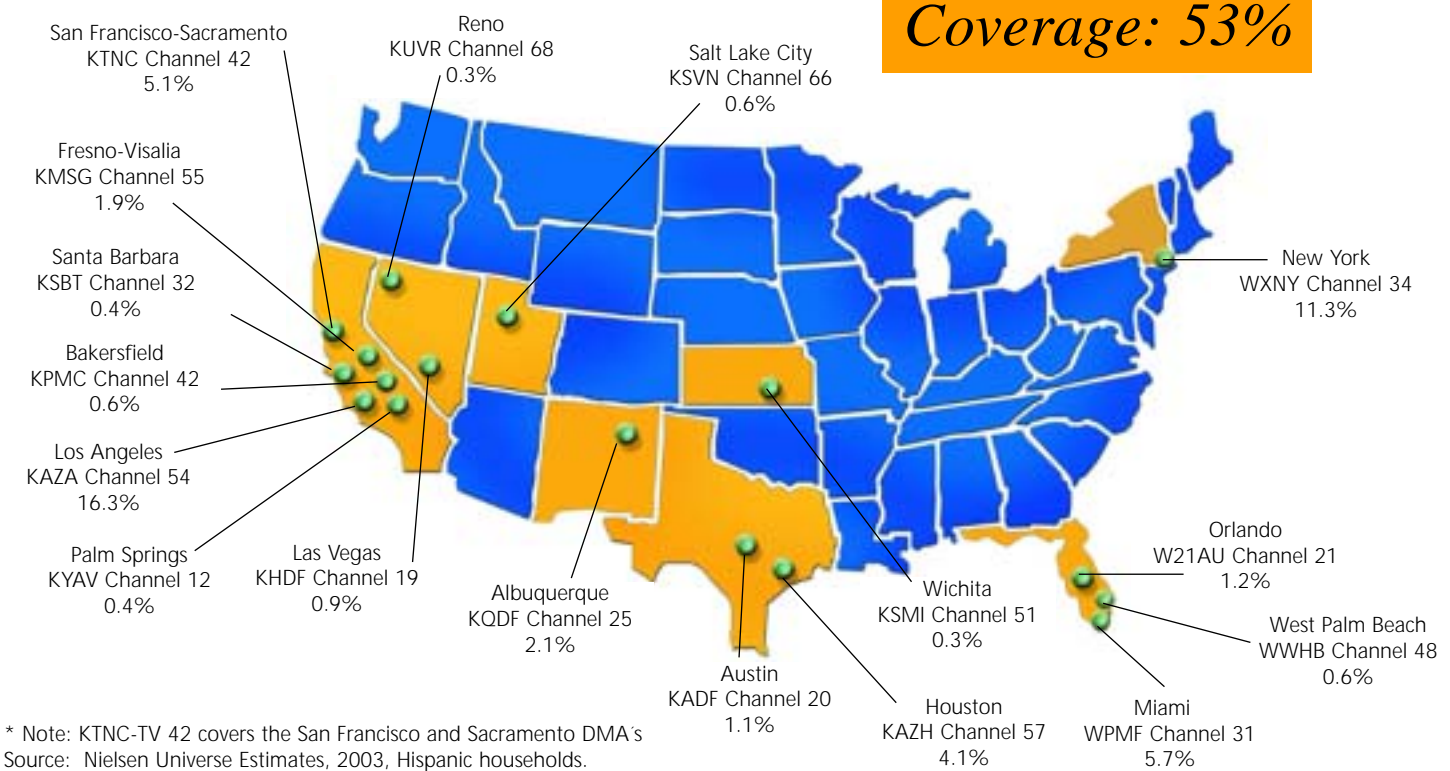 Coverage: 53%
San Francisco-Sacramento
KTNC Channel 42
5.1%
Reno
KUVR Channel 68
0.3%
Salt Lake City
KSVN Channel 66
0.6%
Fresno-Visalia
KMSG Channel 55
1.9%
Santa Barbara
KSBT Channel 32
0.4%
Bakersfield
KPMC Channel 42
0.6%
Los Angeles
KAZA Channel 54
16.3%
Palm Springs
KYAV Channel 12
0.4%
Las Vegas
KHDF Channel 19
0.9%
Albuquerque
KQDF Channel 25
2.1%
Austin
KADF Channel 20
1.1%
Houston
KAZH Channel 57
4.1%
Wichita
KSMI Channel 51
0.3%
New York
WXNY Channel 34
11.3%
Orlando
W21AU Channel 21
1.2%
West Palm Beach
WWHB Channel 48
0.6%
Miami
WPMF Channel 31
5.7%
* Note: KTNC-TV 42 covers the San Francisco and Sacramento DMA´s
Source: Nielsen Universe Estimates, 2003, Hispanic households.